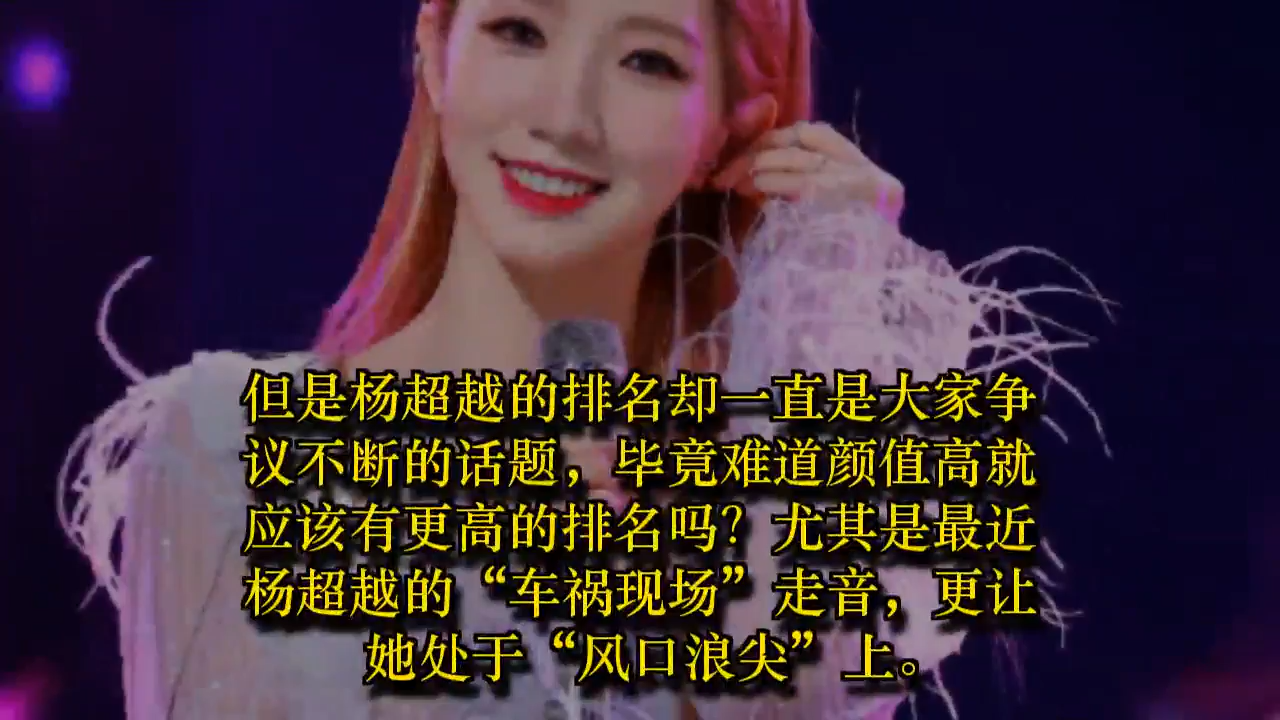 但是杨超越的排名却一直是大家争
议不断的话题，毕竟难道颜值高就
应该有更高的排名吗？尤其是最近
杨超越的“车祸现场”走音，更让
她处于“风口浪尖”上。